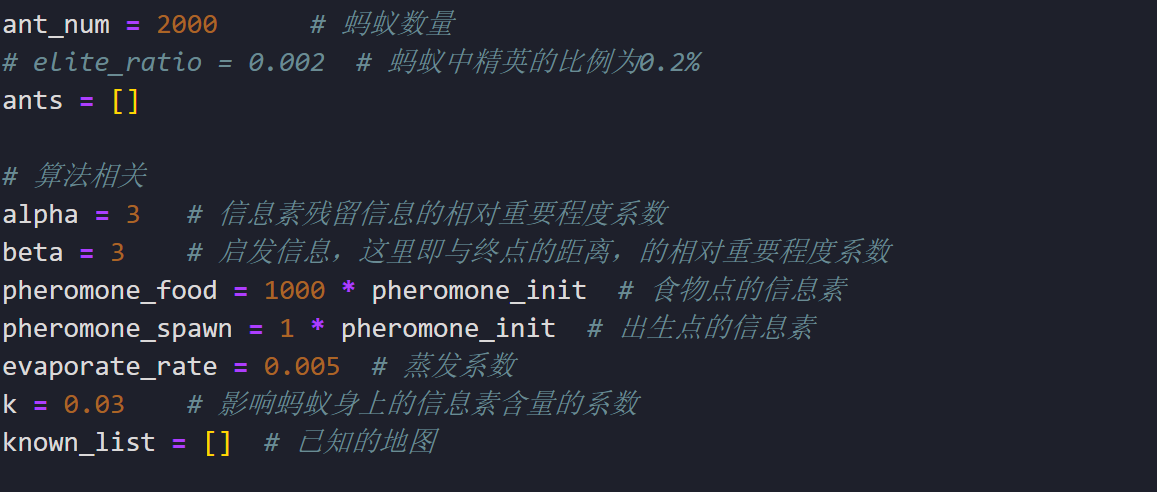 ant_num = 2000      # 蚂蚁数量
# elite_ratio = 0.002  # 蚂蚁中精英的比例为0.2%
ants = []
# 算法相关
alpha = 3   # 信息素残留信息的相对重要程度系数
beta = 3    # 启发信息，这里即与终点的距离，的相对重要程度系数
pheromone_food = 1000 * pheromone_init  # 食物点的信息素
pheromone_spawn = 1 * pheromone_init  # 出生点的信息素
evaporate_rate = 0.005  # 蒸发系数
k = 0.03    # 影响蚂蚁身上的信息素含量的系数
known_list = []  # 已知的地图